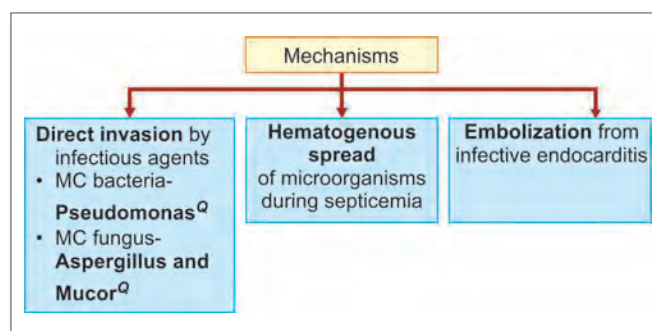 Mechanisms
Direct invasion by
infectious agents
• MC bacteria-
Pseudomonas^Q
• MC fungus-
Aspergillus and
Mucor^Q
Hematogenous
spread
of microorganisms
during septicemia
Embolization from
infective endocarditis